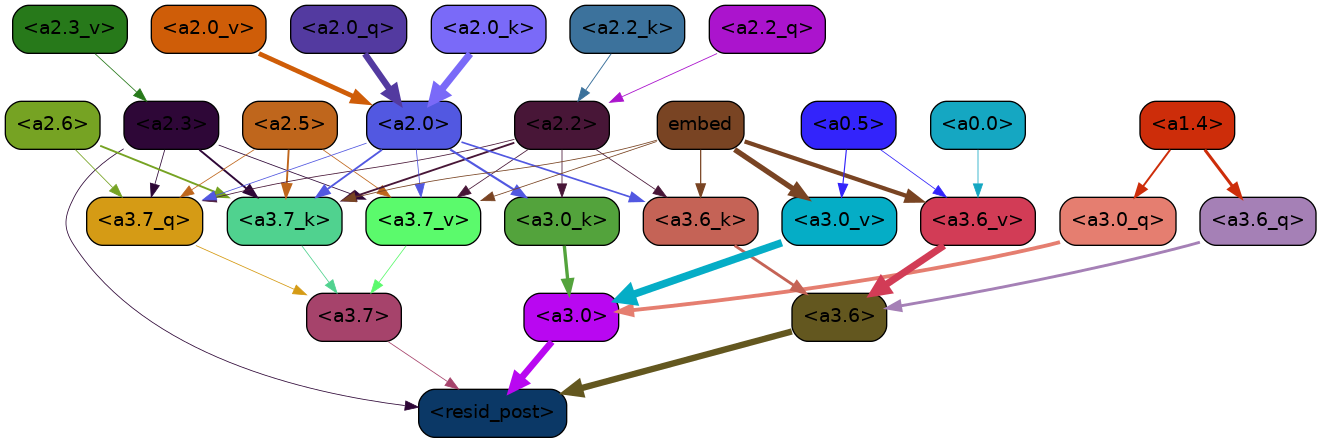 <a2.3_v> <a2.0_v> <a2.0_q> <a2.0_k> <a2.2_k> <a2.2_q>
<a2.6> <a2.3> <a2.5> <a2.0> <a2.2> embed <a0.5> <a0.0> <a1.4>
<a3.7_q> <a3.7_k> <a3.7_v> <a3.0_k> <a3.6_k> <a3.0_v> <a3.6_v> <a3.0_q> <a3.6_q>
<a3.7> <a3.0> <a3.6>
<resid_post>